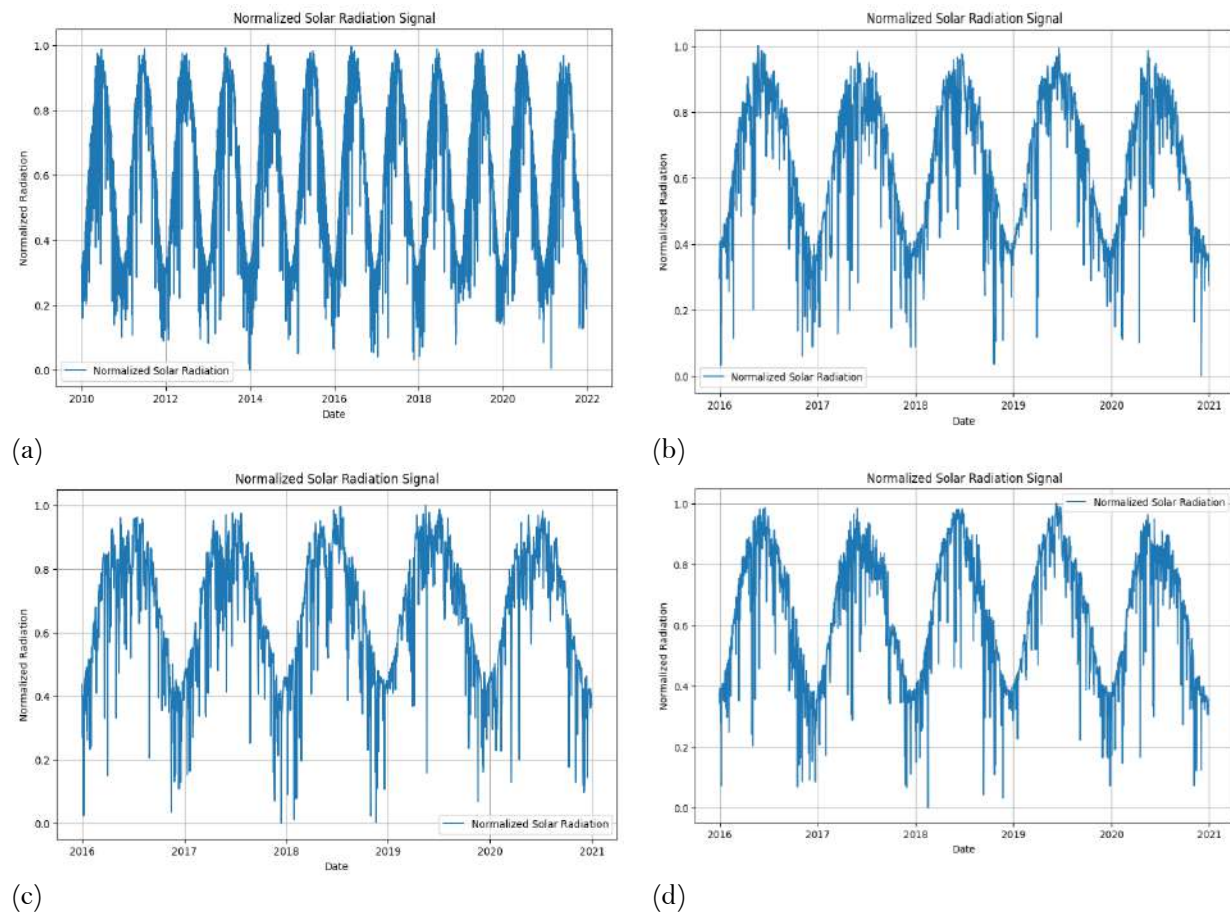 Normalized Solar Radiation Signal
Normalized Radiation
1.0
0.8
0.6
0.4
0.2
0.0
Normalized Solar Radiation
2010 2012 2014 2016 2018 2020 2022
Date
(a)
Normalized Solar Radiation Signal
Normalized Radiation
1.0
0.8
0.6
0.4
0.2
0.0
Normalized Solar Radiation
2016 2017 2018 2019 2020 2021
Date
(b)
Normalized Solar Radiation Signal
Normalized Radiation
1.0
0.8
0.6
0.4
0.2
0.0
Normalized Solar Radiation
2016 2017 2018 2019 2020 2021
Date
(c)
Normalized Solar Radiation Signal
Normalized Solar Radiation
Normalized Radiation
1.0
0.8
0.6
0.4
0.2
0.0
2016 2017 2018 2019 2020 2021
Date
(d)